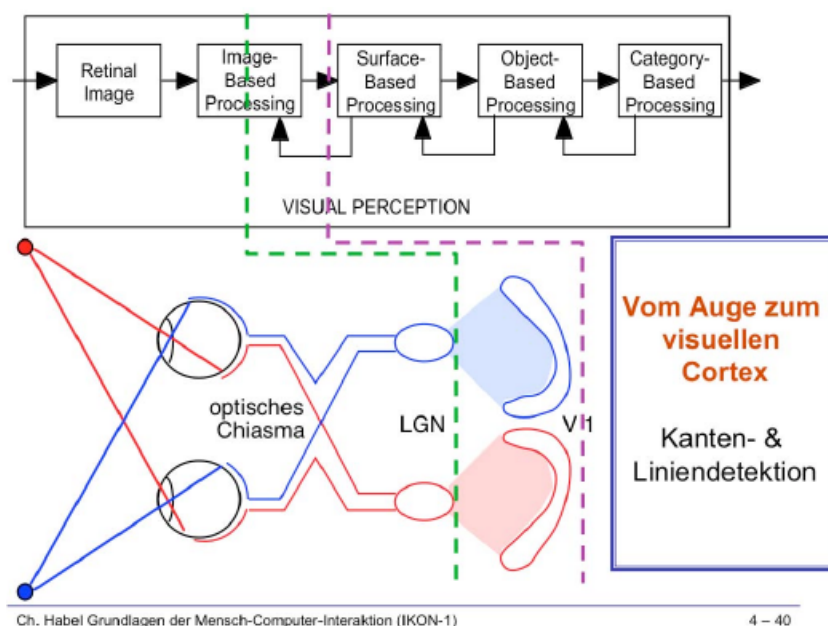 Retinal
Image
Image-
Based
Processing
Surface-
Based
Processing
Object-
Based
Processing
Category-
Based
Processing
VISUAL PERCEPTION
optisches
Chiasma
LGN
V 1
Vom Auge zum
visuellen
Cortex
Kanten- &
Liniendetektion
Ch. Habel Grundlagen der Mensch-Computer-Interaktion (IKON-1)
4 – 40